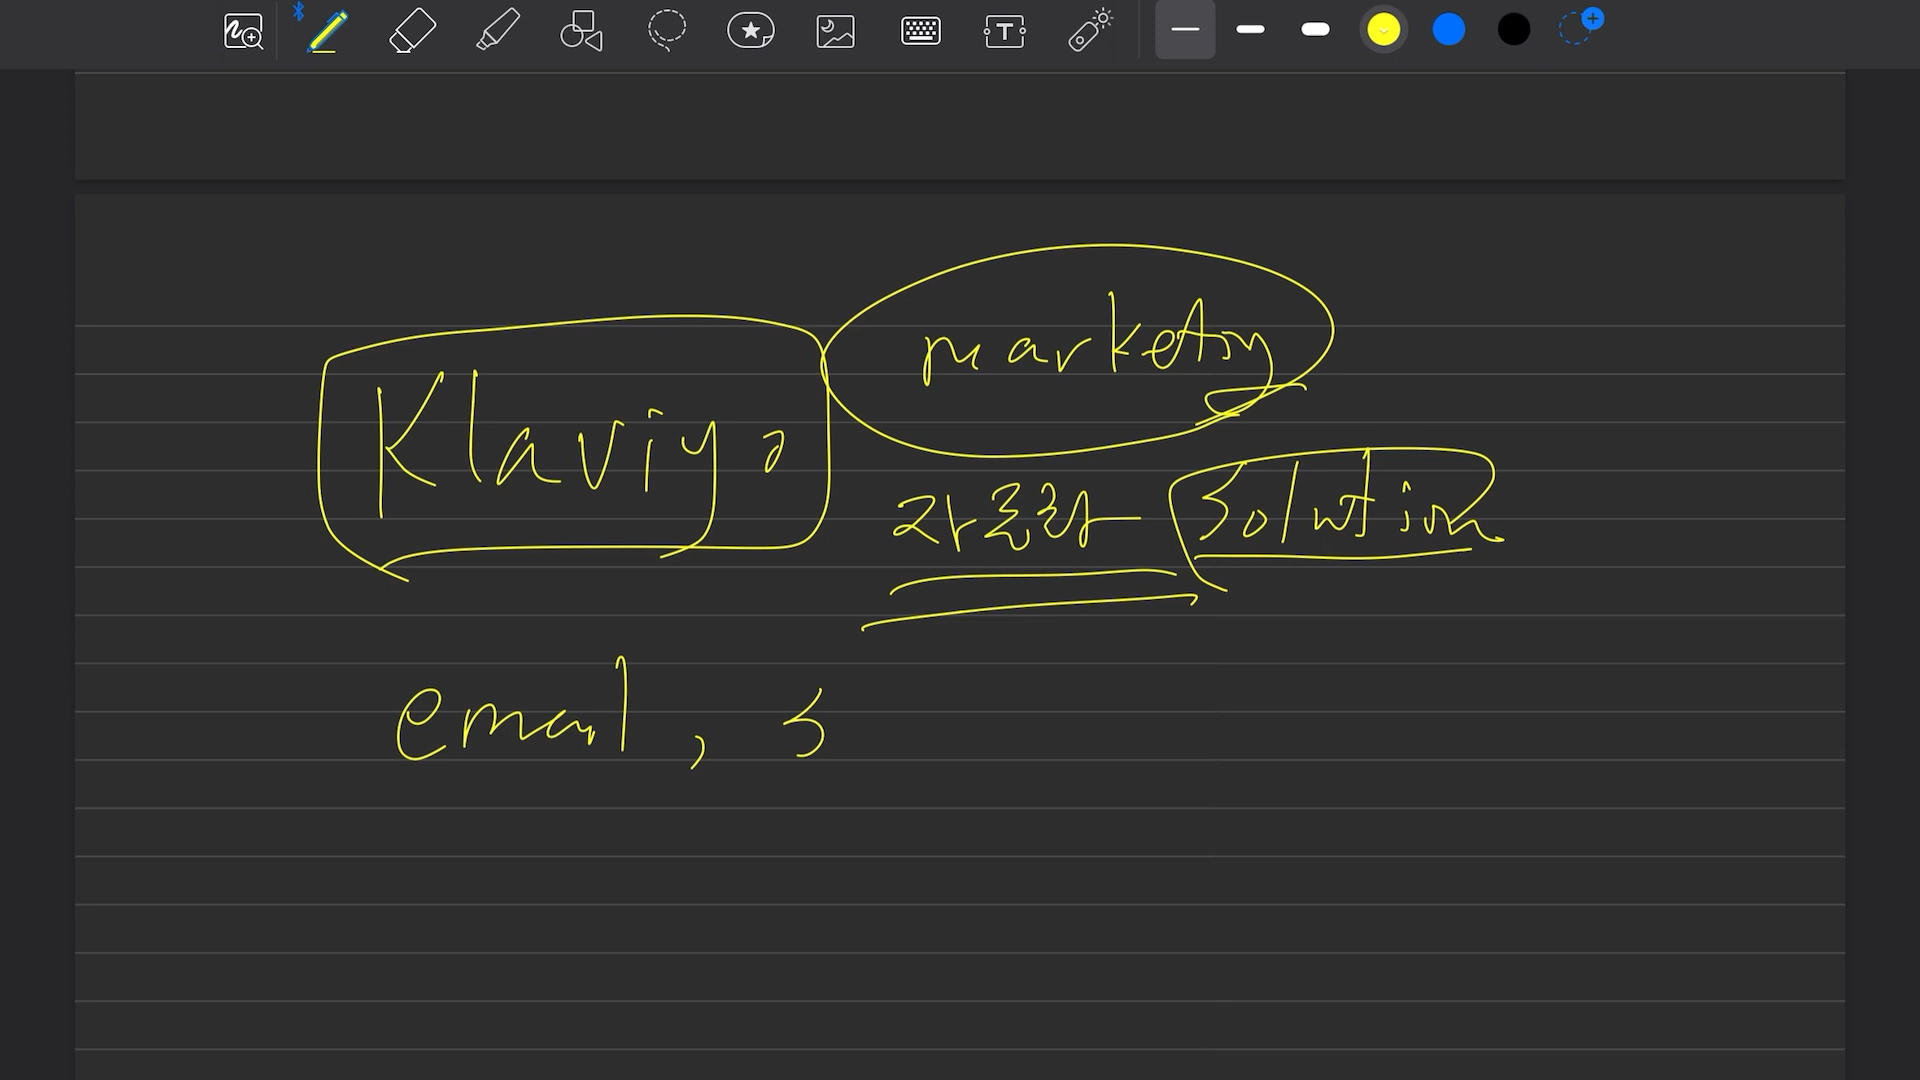 marketing
Klaviyo
자동화 Solution
email, s